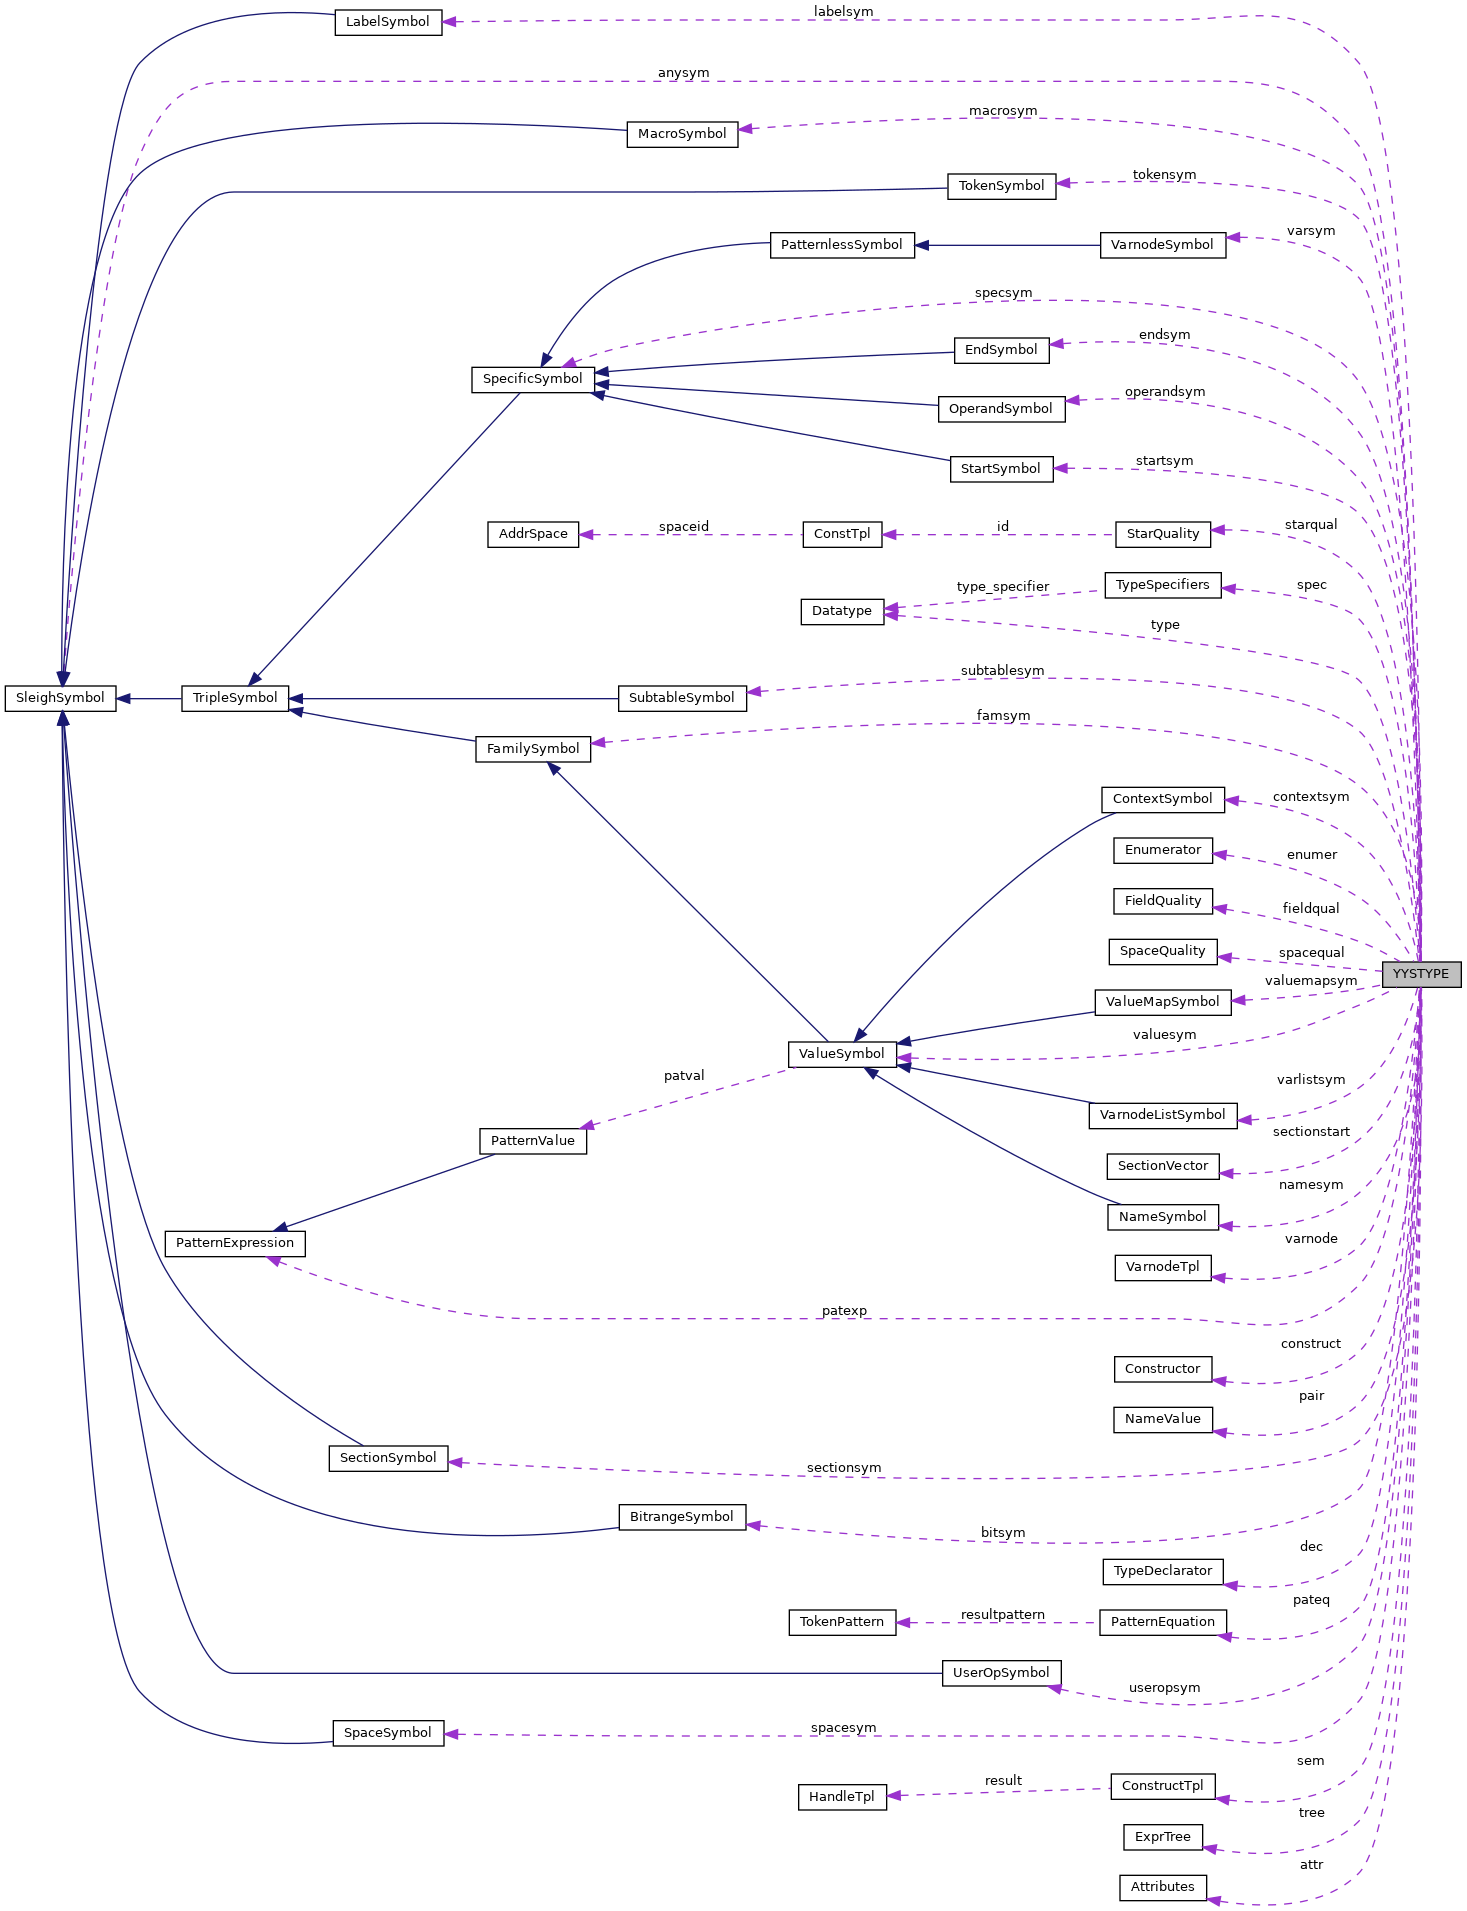 labelsym
LabelSymbol
anysym
macrosym
MacroSymbol
tokensym
TokenSymbol
varsym
PatternlessSymbol
VarnodeSymbol
specsym
endsym
EndSymbol
SpecificSymbol
operandsym
OperandSymbol
startsym
StartSymbol
starqual
AddrSpace
spaceid
ConstTpl
id
StarQuality
TypeSpecifiers
spec
type_specifier
Datatype
type
subtablesym
SleighSymbol
TripleSymbol
SubtableSymbol
famsym
FamilySymbol
contextsym
ContextSymbol
Enumerator
enumer
FieldQuality
fieldqual
SpaceQuality
spacequal
YYSTYPE
valuemapsym
ValueMapSymbol
valuesym
ValueSymbol
patval
varlistsym
VarnodeListSymbol
sectionstart
PatternValue
SectionVector
namesym
NameSymbol
varnode
PatternExpression
VarnodeTpl
patexp
construct
Constructor
pair
NameValue
SectionSymbol
sectionsym
BitrangeSymbol
bitsym
dec
TypeDeclarator
pateq
TokenPattern
resultpattern
PatternEquation
UserOpSymbol
useropsym
SpaceSymbol
spacesym
sem
result
ConstructTpl
HandleTpl
tree
ExprTree
attr
Attributes